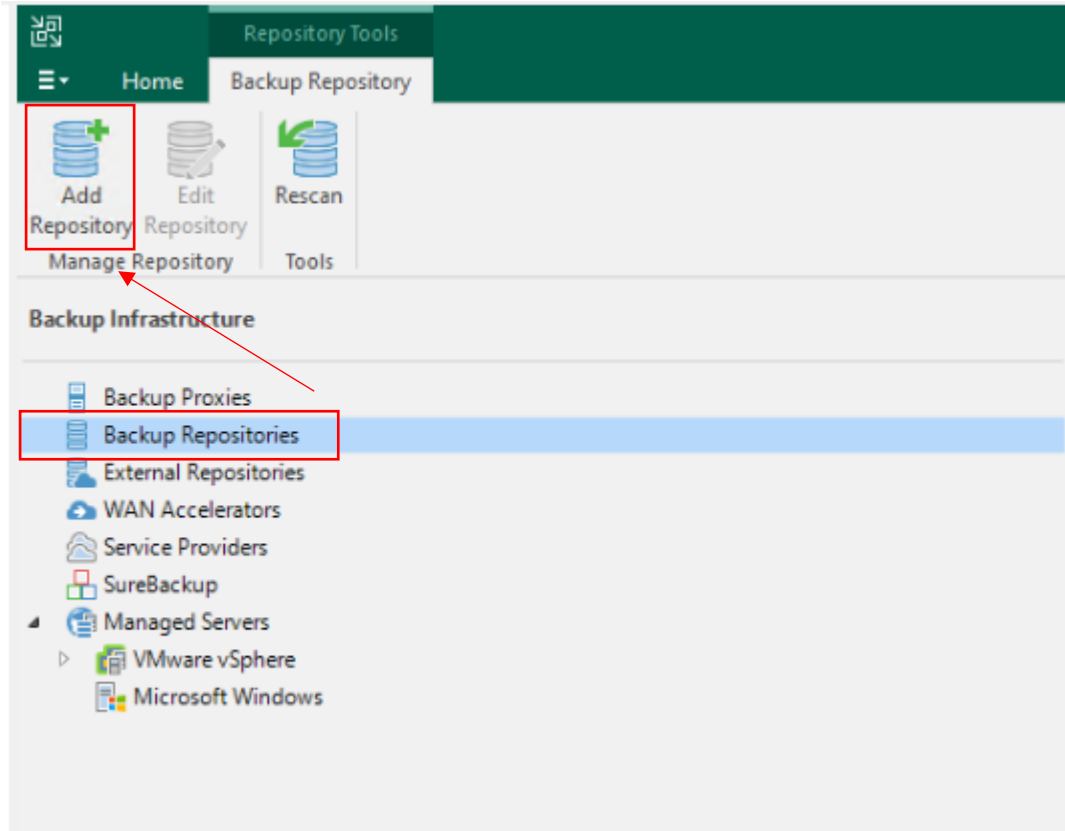 Repository Tools
Home Backup Repository
Add Repository
Edit Repository
Rescan
Manage Repository
Tools
Backup Infrastructure
Backup Proxies
Backup Repositories
External Repositories
WAN Accelerators
Service Providers
SureBackup
Managed Servers
VMware vSphere
Microsoft Windows